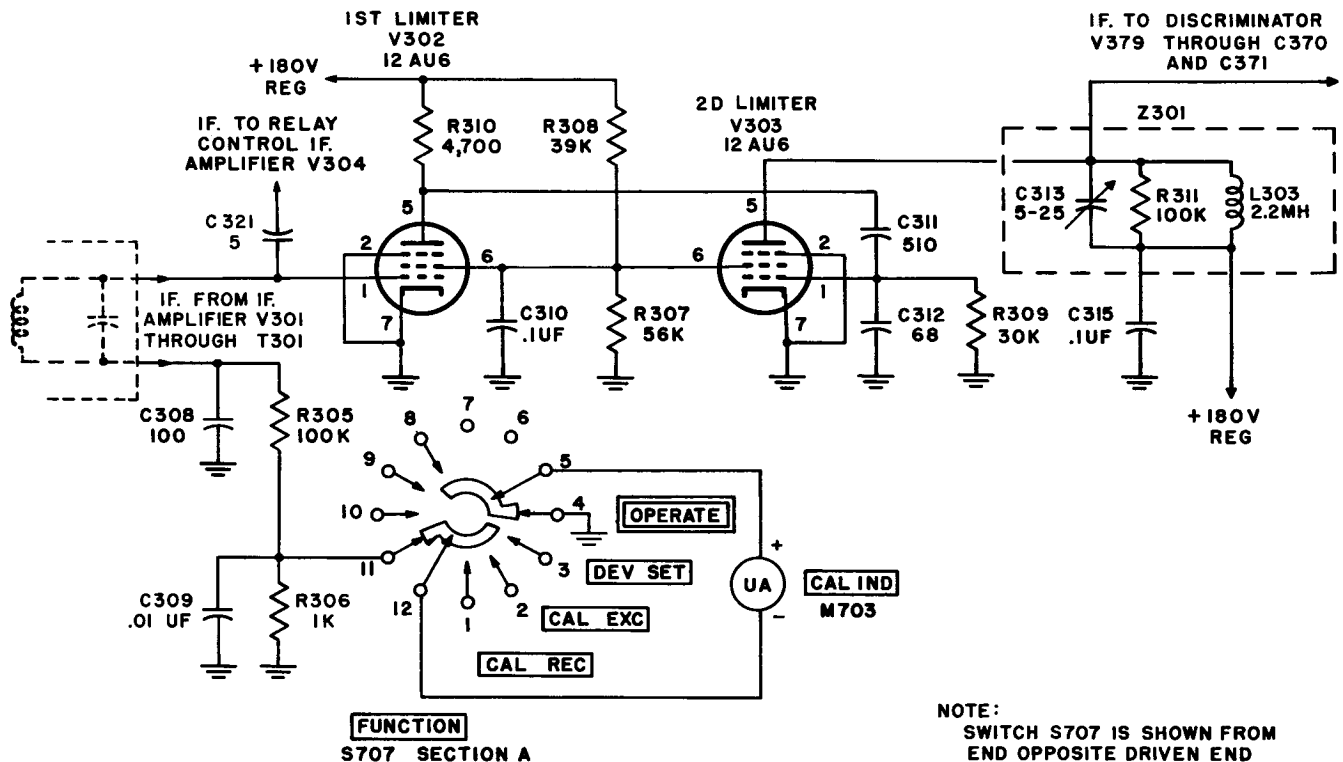 1ST LIMITER
V302
12 AU6
+180V
REG
IF. TO RELAY
CONTROL IF.
AMPLIFIER V304
R310
4,700
R308
39K
2D LIMITER
V303
12 AU6
IF. TO DISCRIMINATOR
V379 THROUGH C370
AND C371
Z301
C313
5-25
R311
100K
L303
2.2MH
C321
5
5
2
6
1
7
5
6
2
1
7
C311
510
IF. FROM IF.
AMPLIFIER V301
THROUGH T301
C310
.1UF
R307
56K
C312
68
R309
30K
C315
.1UF
+180V
REG
C308
100
R305
100K
8
7
6
9
5
10
4
OPERATE
11
3
DEV SET
12
1
2
CAL EXC
CAL REC
+
UA
-
CAL IND
M703
C309
.01 UF
R306
1K
FUNCTION
S707 SECTION A
NOTE:
SWITCH S707 IS SHOWN FROM
END OPPOSITE DRIVEN END